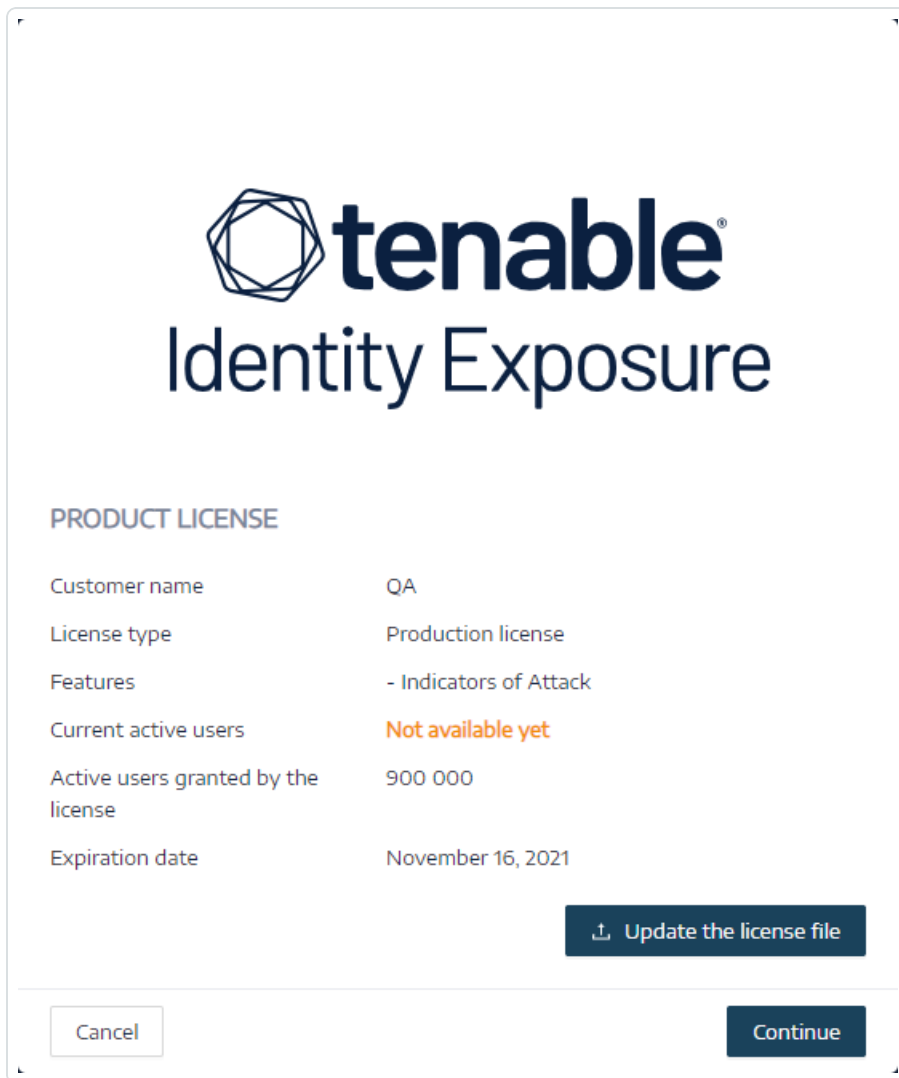 tenable®
Identity Exposure
PRODUCT LICENSE
Customer name QA
License type Production license
Features - Indicators of Attack
Current active users Not available yet
Active users granted by the 900 000
license
Expiration date November 16, 2021
Update the license file
Cancel Continue